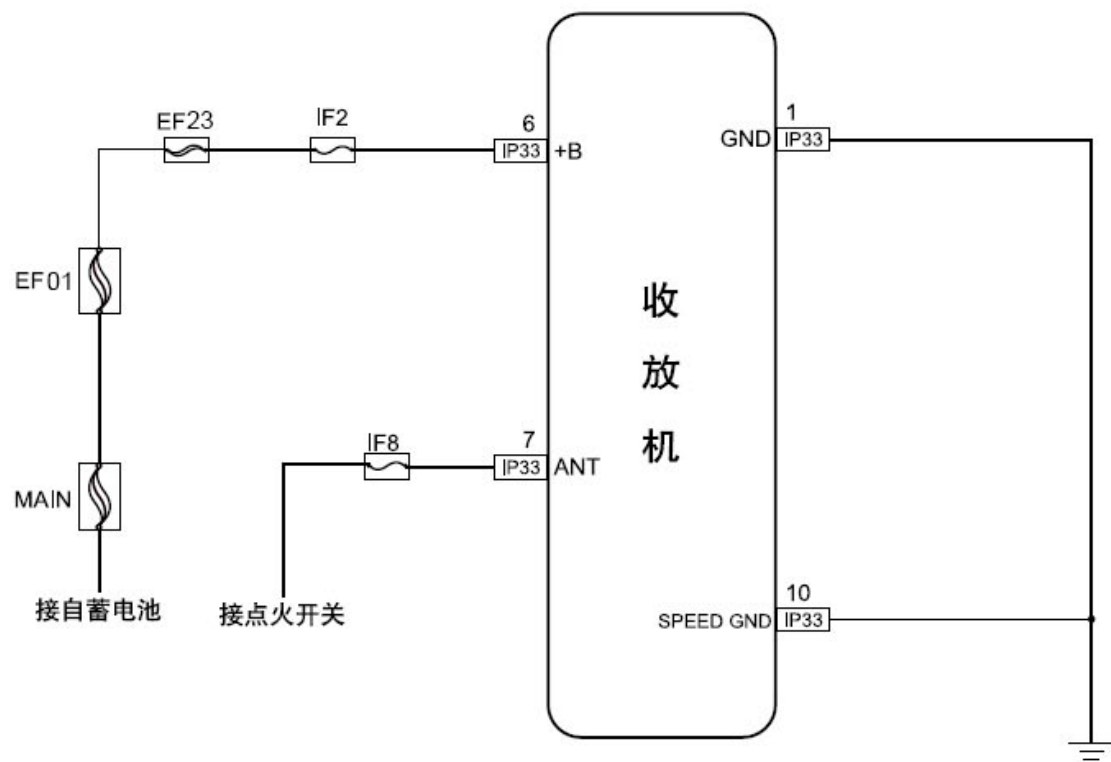 EF23
IF2
6
IP33
+B
1
GND
IP33
EF01
收
放
机
IF8
7
IP33
ANT
MAIN
接自蓄电池
接点火开关
10
SPEED GND
IP33